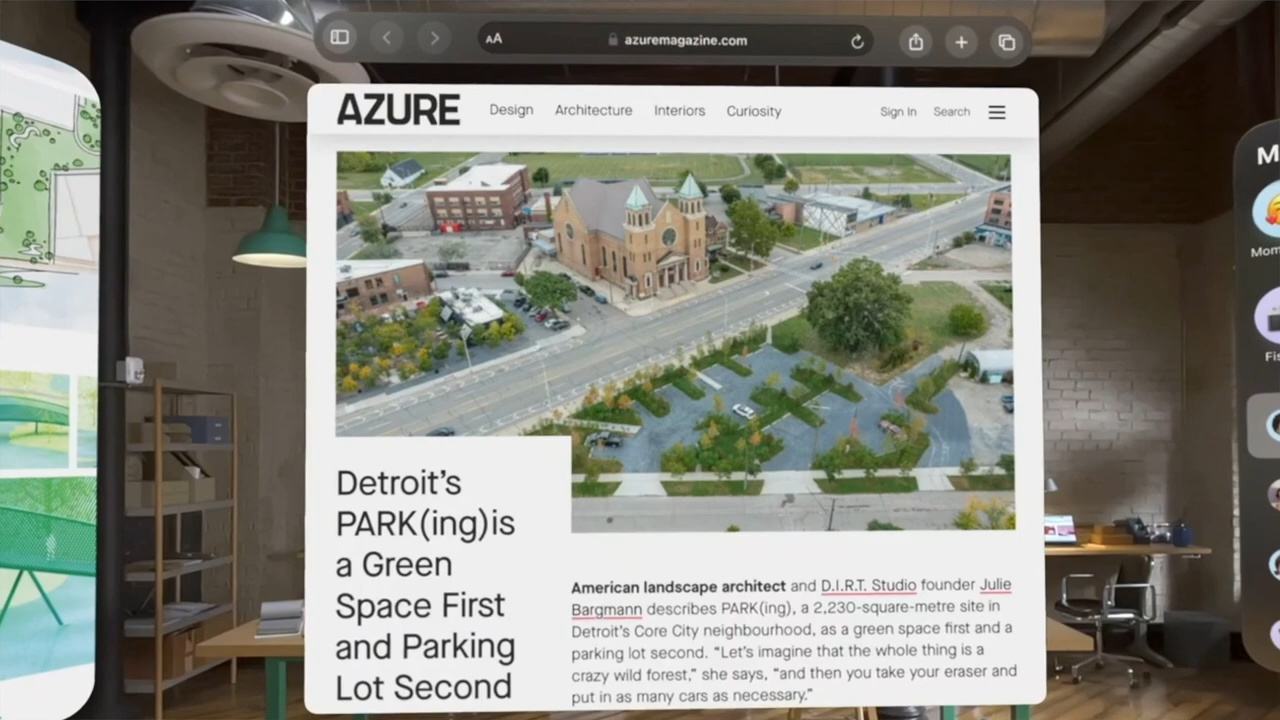 AA
azuremagazine.com
AZURE
Design
Architecture
Interiors
Curiosity
Sign In
Search
Detroit's
PARK(ing)is
a Green
Space First
and Parking
Lot Second
American landscape architect and D.I.R.T. Studio founder Julie
Bargmann describes PARK(ing), a 2,230-square-metre site in
Detroit's Core City neighbourhood, as a green space first and a
parking lot second. “Let's imagine that the whole thing is a
crazy wild forest,” she says, “and then you take your eraser and
put in as many cars as necessary.”